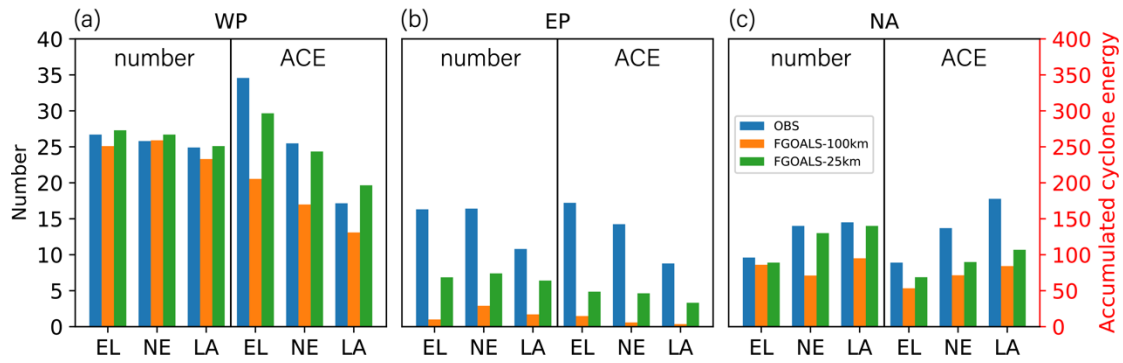 (a) WP
(b) EP
(c) NA
40
35
30
25
20
15
10
5
0
Number
number ACE
number ACE
number ACE
OBS
FGOALS-100km
FGOALS-25km
400
350
300
250
200
150
100
50
0
Accumulated cyclone energy
EL NE LA EL NE LA
EL NE LA EL NE LA
EL NE LA EL NE LA